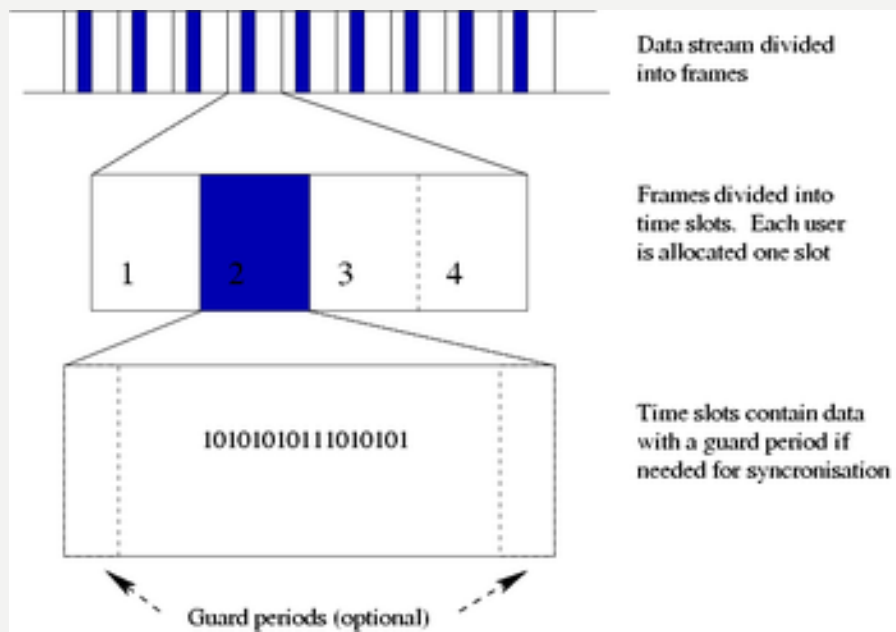 Data stream divided
into frames
Frames divided into
time slots. Each user
is allocated one slot
1 2 3 4
Time slots contain data
with a guard period if
needed for syncronisation
10101010111010101
Guard periods (optional)